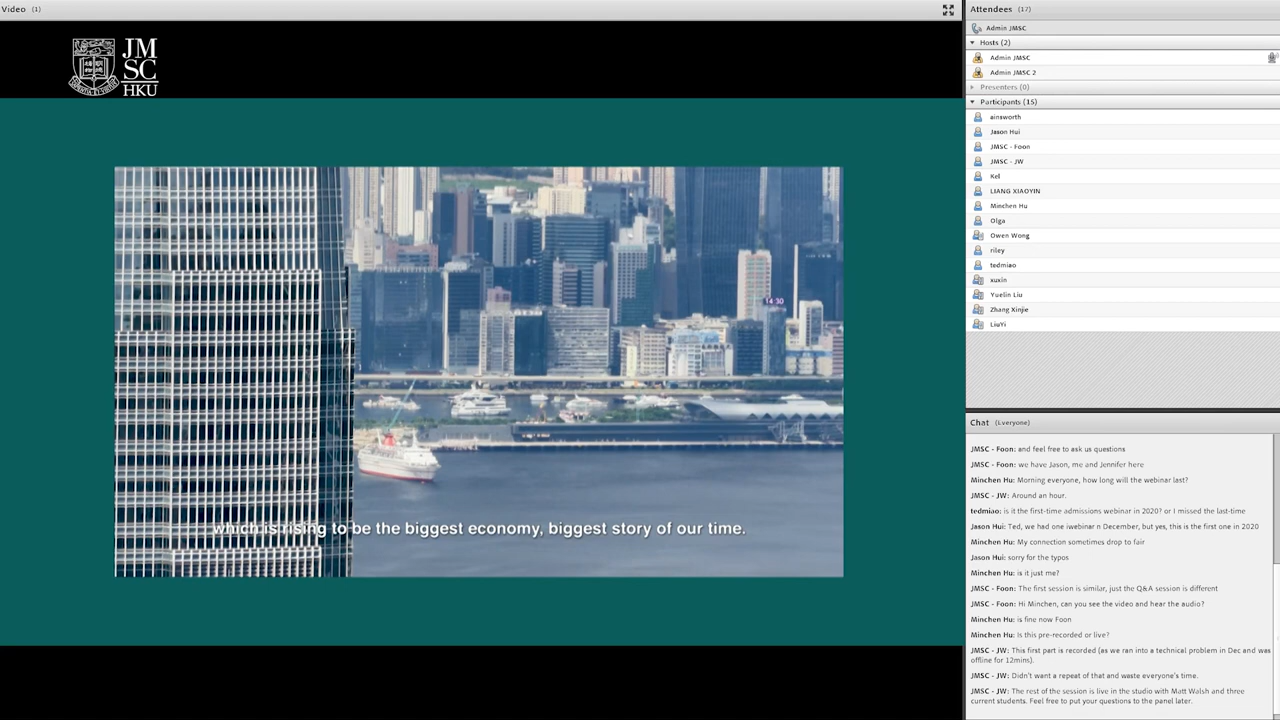 Video (1)
JM
SC
HKU
14:30
which is rising to be the biggest economy, biggest story of our time.
Attendees (17)
Admin JMSC
Hosts (2)
Admin JMSC
Admin JMSC 2
Presenters (0)
Participants (15)
ainsworth
Jason Hui
JMSC - Foon
JMSC - JW
Kel
LIANG XIAOYIN
Minchen Hu
Olga
Owen Wong
riley
tedmiao
xuxin
Yuelin Liu
Zhang Xinjie
LiuYi
Chat (Everyone)
JMSC - Foon: and feel free to ask us questions
JMSC - Foon: we have Jason, me and Jennifer here
Minchen Hu: Morning everyone, how long will the webinar last?
JMSC - JW: Around an hour.
tedmiao: is it the first-time admissions webinar in 2020? or I missed the last-time
Jason Hui: Ted, we had one iwebinar n December, but yes, this is the first one in 2020
Minchen Hu: My connection sometimes drop to fair
Jason Hui: sorry for the typos
Minchen Hu: is it just me?
JMSC - Foon: The first session is similar, just the Q&A session is different
JMSC - Foon: Hi Minchen, can you see the video and hear the audio?
Minchen Hu: is fine now Foon
Minchen Hu: Is this pre-recorded or live?
JMSC - JW: This first part is recorded (as we ran into a technical problem in Dec and was
offline for 12mins).
JMSC - JW: Didn't want a repeat of that and waste everyone's time.
JMSC - JW: The rest of the session is live in the studio with Matt Walsh and three
current students. Feel free to put your questions to the panel later.